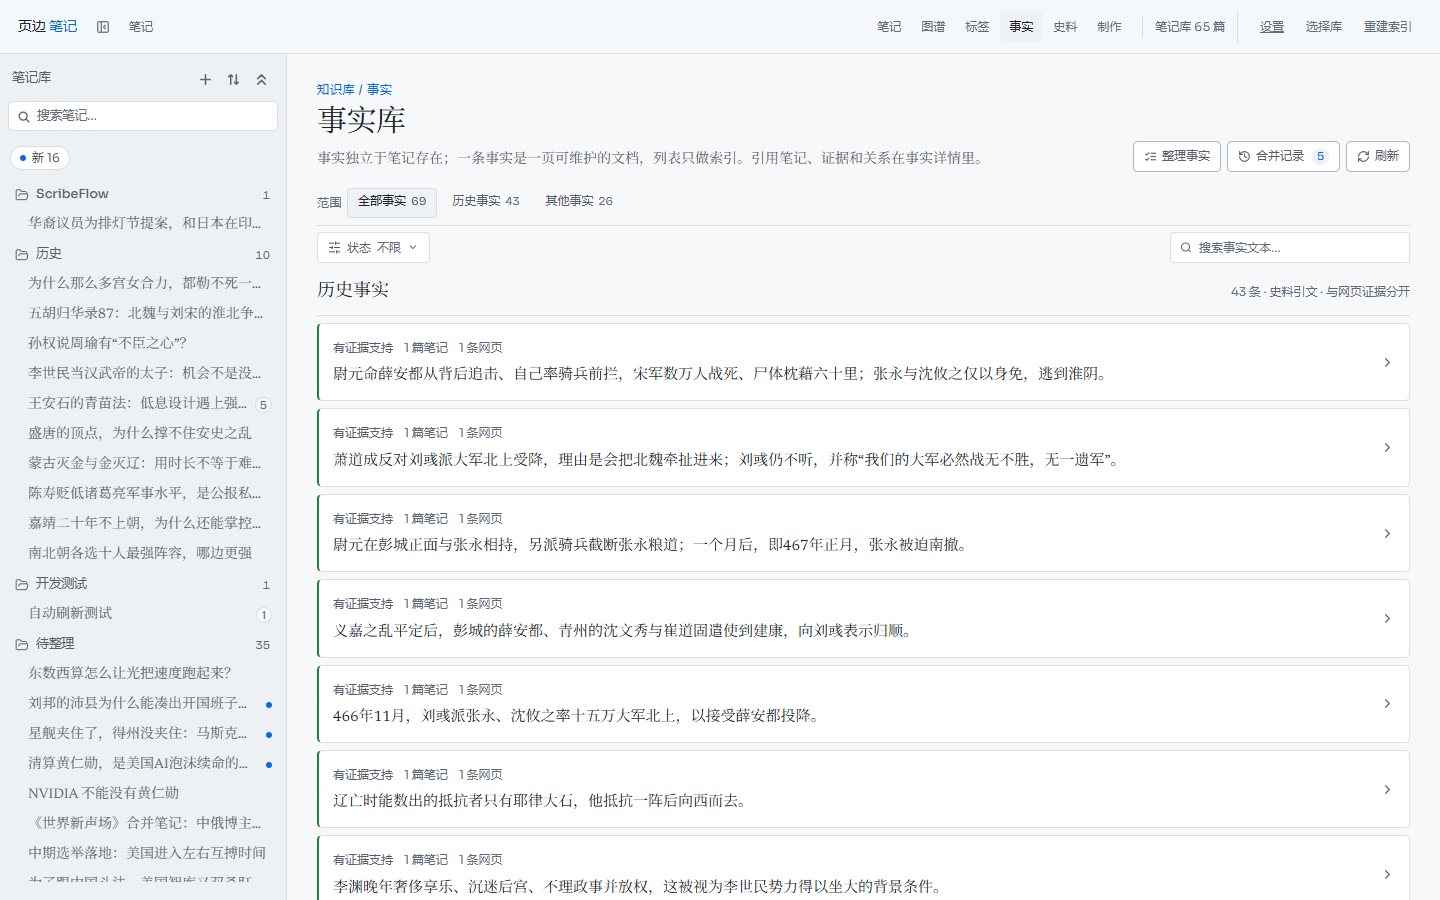 页边 笔记
笔记
笔记 图谱 标签 事实 史料 制作 笔记库 65 篇 设置 选择库 重建索引
笔记库
搜索笔记...
新 16
ScribeFlow 1
华裔议员为排灯节提案，和日本在印...
历史 10
为什么那么多宫女合力，都勒不死一...
五胡归华录87：北魏与刘宋的淮北争...
孙权说周瑜有“不臣之心”？
李世民当汉武帝的太子：机会不是没...
王安石的青苗法：低息设计遇上强... 5
盛唐的顶点，为什么撑不住安史之乱
蒙古灭金与金灭辽：用时长不等于难...
陈寿贬低诸葛亮军事水平，是公报私...
嘉靖二十年不上朝，为什么还能掌控...
南北朝各选十人最强阵容，哪边更强
开发测试 1
自动刷新测试 1
待整理 35
东数西算怎么让光把速度跑起来？
刘邦的沛县为什么能凑出开国班子...
星舰夹住了，得州没夹住：马斯克...
清算黄仁勋，是美国AI泡沫续命的...
NVIDIA 不能没有黄仁勋
《世界新声场》合并笔记：中俄博主...
中期选举落地：美国进入左右互搏时间
知识库 / 事实
事实库
事实独立于笔记存在；一条事实是一页可维护的文档，列表只做索引。引用笔记、证据和关系在事实详情里。
整理事实 合并记录 5 刷新
范围 全部事实 69 历史事实 43 其他事实 26
状态 不限
搜索事实文本...
历史事实
43 条 · 史料引文 · 与网页证据分开
有证据支持 1 篇笔记 1 条网页
尉元命薛安都从背后追击、自己率骑兵前拦，宋军数万人战死、尸体枕藉六十里；张永与沈攸之仅以身免，逃到淮阴。
有证据支持 1 篇笔记 1 条网页
萧道成反对刘彧派大军北上受降，理由是会把北魏牵扯进来；刘彧仍不听，并称“我们的大军必然战无不胜，无一遗军”。
有证据支持 1 篇笔记 1 条网页
尉元在彭城正面与张永相持，另派骑兵截断张永粮道；一个月后，即467年正月，张永被迫南撤。
有证据支持 1 篇笔记 1 条网页
义嘉之乱平定后，彭城的薛安都、青州的沈文秀与崔道固遣使到建康，向刘彧表示归顺。
有证据支持 1 篇笔记 1 条网页
466年11月，刘彧派张永、沈攸之率十五万大军北上，以接受薛安都投降。
有证据支持 1 篇笔记 1 条网页
辽亡时能数出的抵抗者只有耶律大石，他抵抗一阵后向西而去。
有证据支持 1 篇笔记 1 条网页
李渊晚年奢侈享乐、沉迷后宫、不理政事并放权，这被视为李世民势力得以坐大的背景条件。